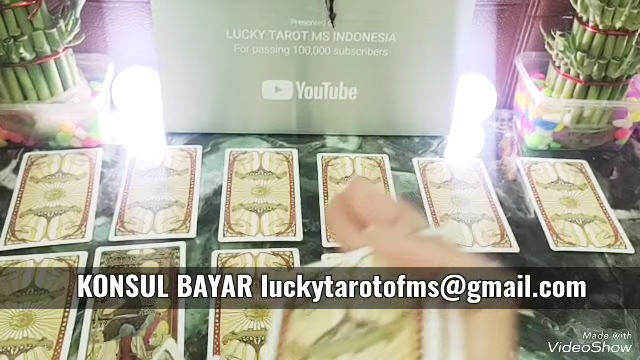 Presented to
LUCKY TAROT MS INDONESIA
For passing 100,000 subscribers
YouTube
KONSUL BAYAR luckytarotofms@gmail.com
Made with
VideoShow